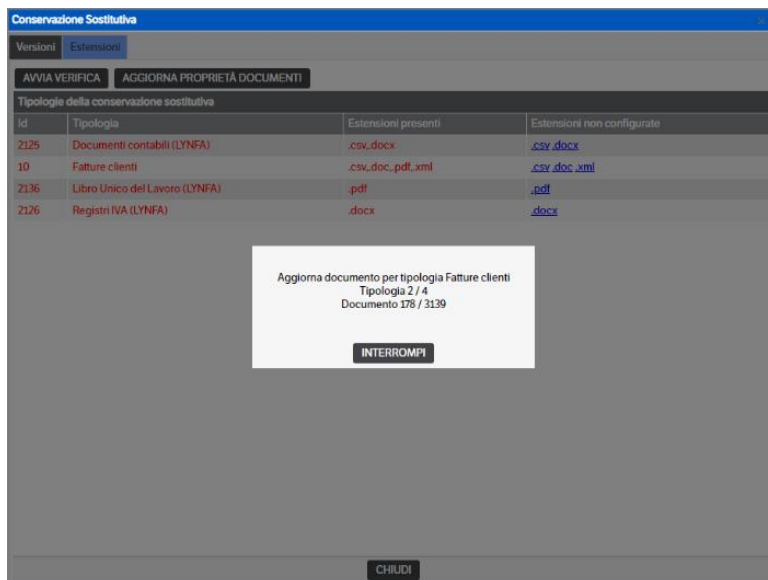 Conservazione Sostitutiva
Versioni Estensioni
AVVIA VERIFICA AGGIORNA PROPRIETÀ DOCUMENTI
Tipologie della conservazione sostitutiva
Id Tipologia Estensioni presenti Estensioni non configurate
2125 Documenti contabili (LYNFA) .csv,.docx .csv .docx
10 Fatture clienti .csv,.doc,.pdf,.xml .csv .doc .xml
2136 Libro Unico del Lavoro (LYNFA) .pdf .pdf
2126 Registri IVA (LYNFA) .docx .docx
Aggiorna documento per tipologia Fatture clienti
Tipologia 2 / 4
Documento 178 / 3139
INTERROMPI
CHIUDI